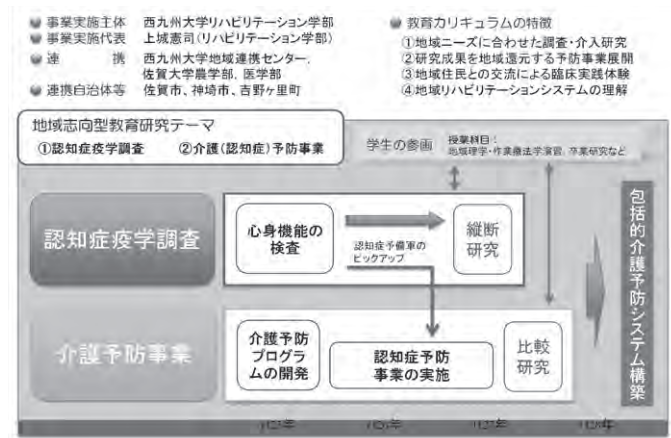 事業実施主体 西九州大学リハビリテーション学部
事業実施代表 上城憲司(リハビリテーション学部)
連 携 西九州大学地域連携センター,
佐賀大学農学部, 医学部
連携自治体等 佐賀市、神埼市、吉野ヶ里町
教育カリキュラムの特徴
①地域ニーズに合わせた調査・介入研究
②研究成果を地域還元する予防事業展開
③地域住民との交流による臨床実践体験
④地域リハビリテーションシステムの理解
地域志向型教育研究テーマ
①認知症疫学調査 ②介護(認知症)予防事業
学生の参画
授業科目:
地域理学・作業療法学演習, 卒業研究など
認知症疫学調査
心身機能の
検査
認知症予備軍の
ピックアップ
縦断
研究
介護予防事業
介護予防
プログラ
ムの開発
認知症予防
事業の実施
比較
研究
包括的介護予防システム構築